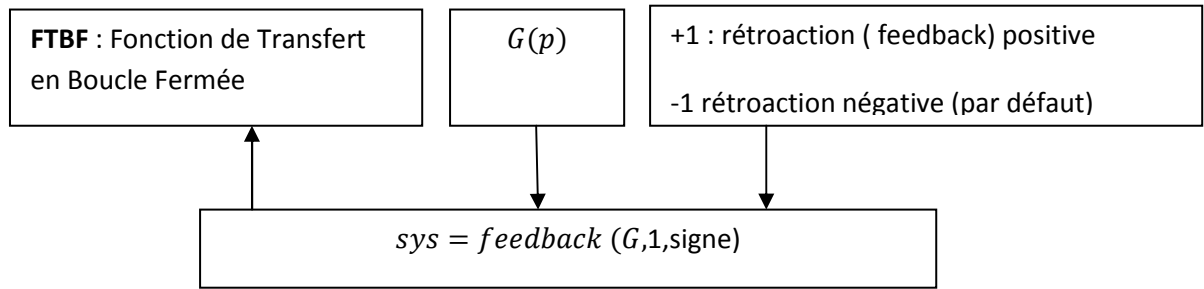 FTBF : Fonction de Transfert
en Boucle Fermée
G(p)
+1 : rétroaction ( feedback) positive
-1 rétroaction négative (par défaut)
sys = feedback (G,1,signe)